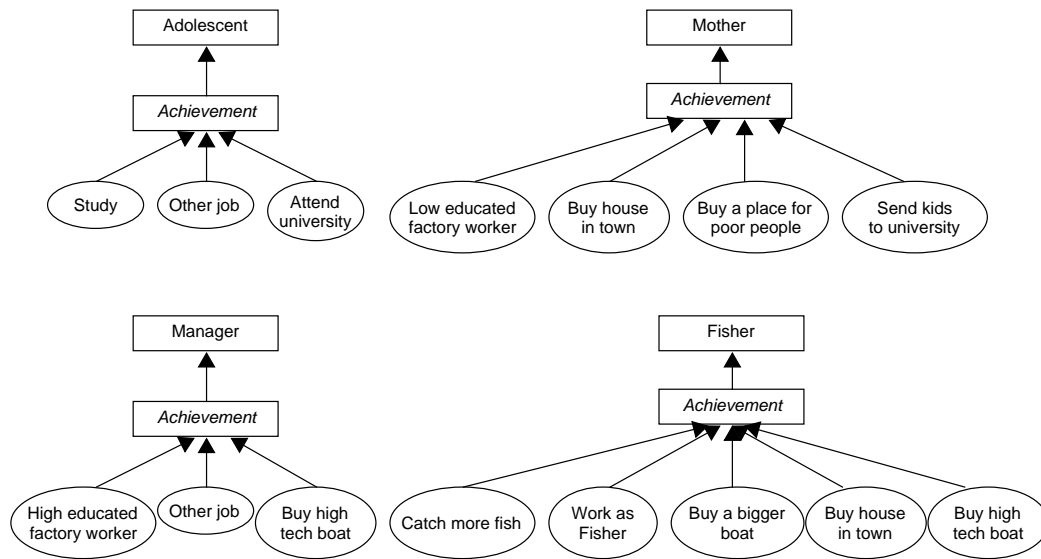 Adolescent
Achievement
Study
Other job
Attend
university
Mother
Achievement
Low educated
factory worker
Buy house
in town
Buy a place for
poor people
Send kids
to university
Manager
Achievement
High educated
factory worker
Other job
Buy high
tech boat
Fisher
Achievement
Catch more fish
Work as
Fisher
Buy a bigger
boat
Buy house
in town
Buy high
tech boat